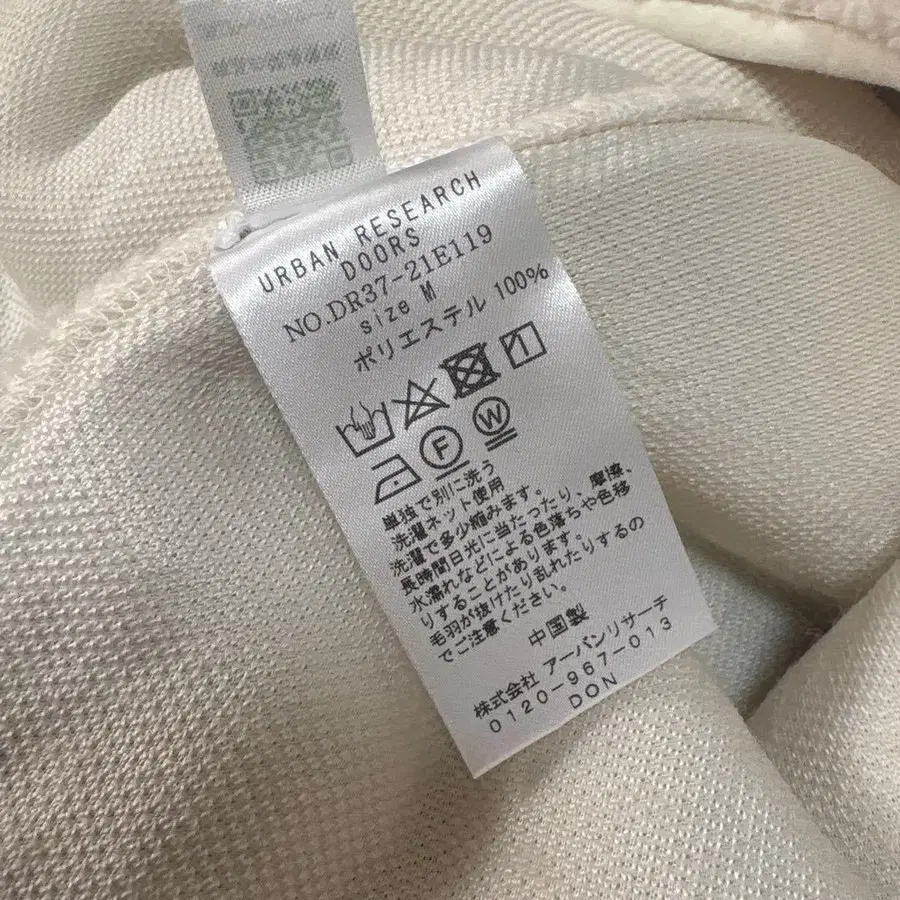 URBAN RESEARCH
DOORS
NO.DR37-21E119
size M
ポリエステル 100%
F W
単独で別に洗う
洗濯ネット使用
洗濯で多少縮みます。
長時間日光に当たったり、摩擦、
水濡れなどによる色落ちや色移
りすることがあります。
毛羽が抜けたり乱れたりするの
でご注意ください。
中国製
株式会社 アーバンリサーチ
0120-967-013
DON